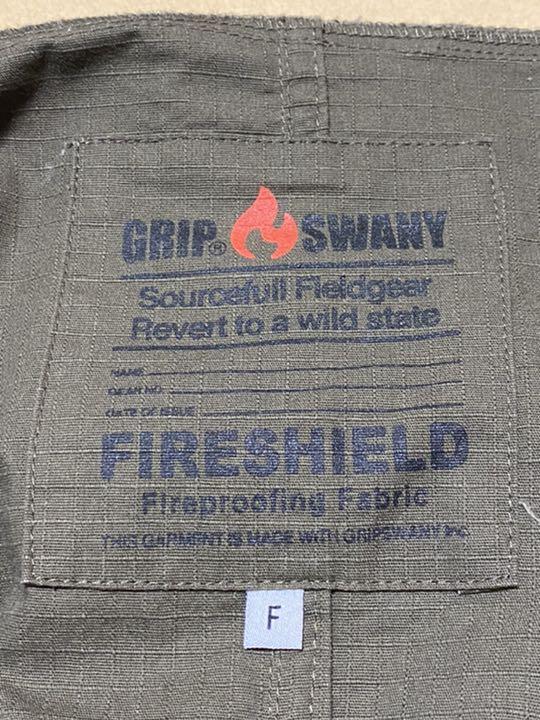 GRIP® SWANY
Sourcefull Fieldgear
Revert to a wild state
NAME
GEAR NO.
DATE OF ISSUE
FIRESHIELD
Fireproofing Fabric
THIS GARMENT IS MADE WITH GRIPSWANY Inc.
F